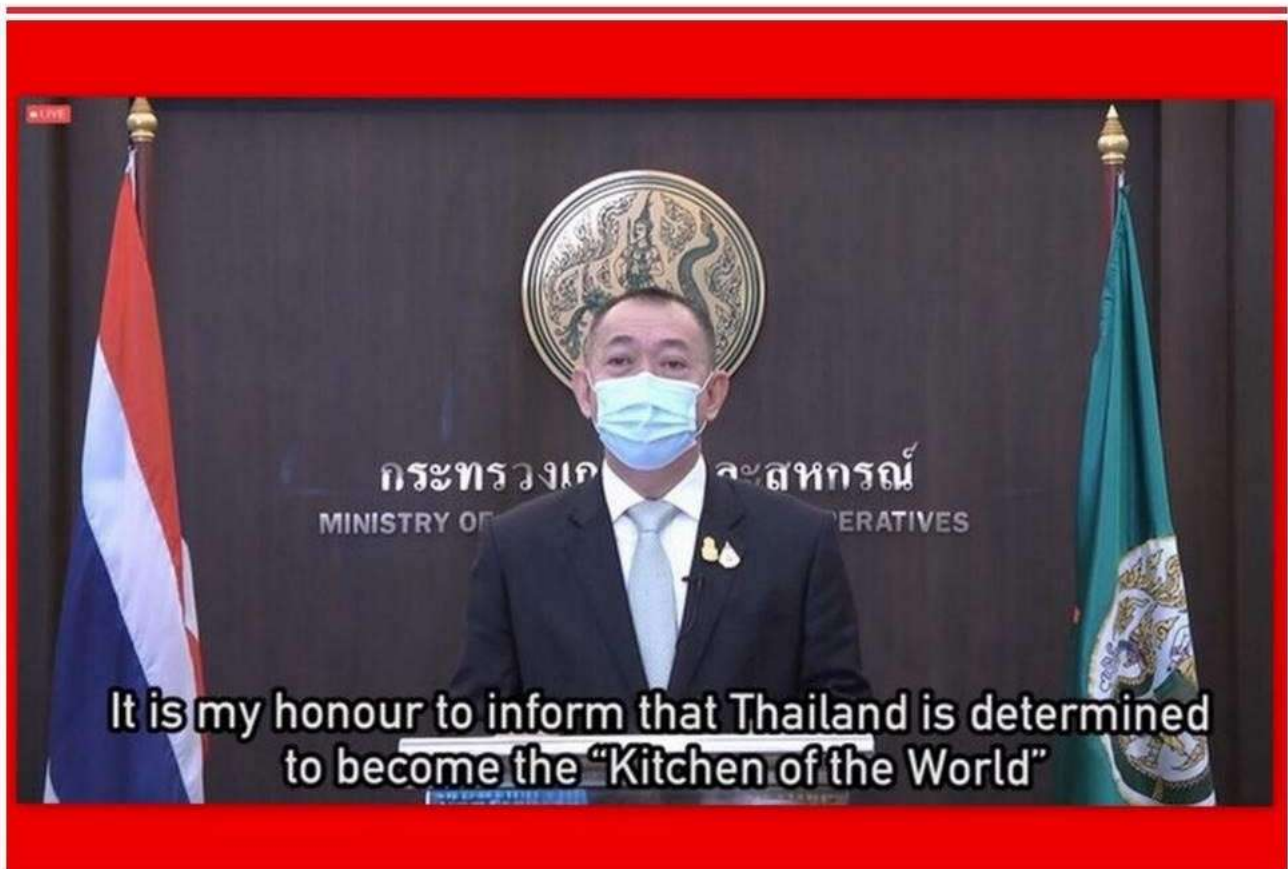 LIVE
กระทรวงเก ละสหกรณ์
MINISTRY OF ERATIVES
It is my honour to inform that Thailand is determined
to become the “Kitchen of the World”